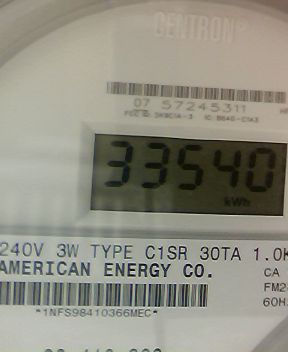 CENTRON®
07 57245311
33540
kWh
240V 3W TYPE C1SR 30TA 1.0K
AMERICAN ENERGY CO.
CA
FM2
60H
*1NFS98410366MEC*